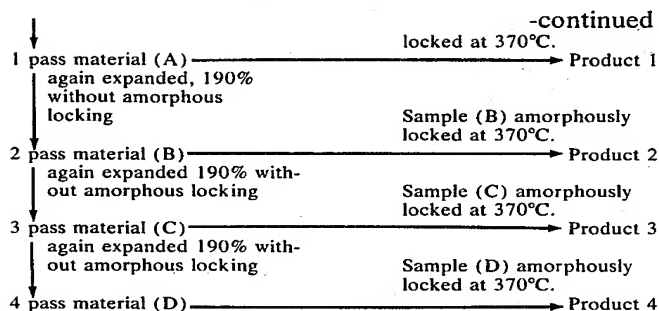 -continued
locked at 370°C.
1 pass material (A) Product 1
again expanded, 190%
without amorphous
locking
Sample (B) amorphously
locked at 370°C.
2 pass material (B) Product 2
again expanded 190% with-
out amorphous locking
Sample (C) amorphously
locked at 370°C.
3 pass material (C) Product 3
again expanded 190% with-
out amorphous locking
Sample (D) amorphously
locked at 370°C.
4 pass material (D) Product 4